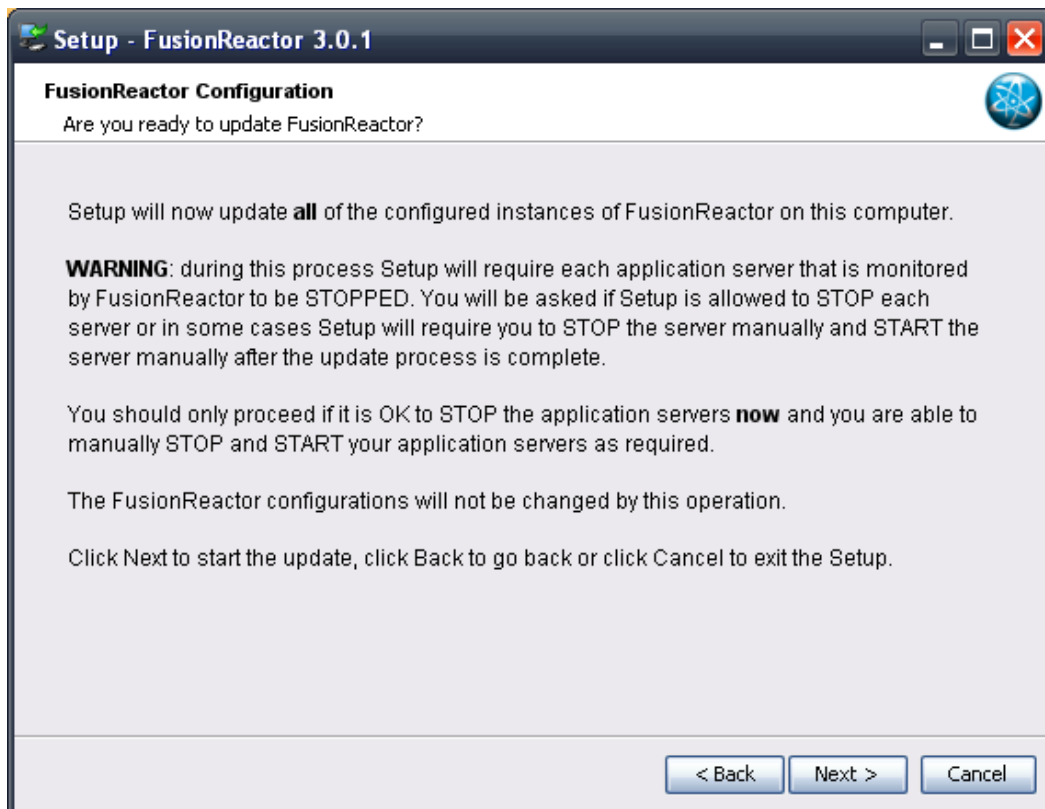 Setup - FusionReactor 3.0.1
FusionReactor Configuration
Are you ready to update FusionReactor?
Setup will now update all of the configured instances of FusionReactor on this computer.
WARNING: during this process Setup will require each application server that is monitored
by FusionReactor to be STOPPED. You will be asked if Setup is allowed to STOP each
server or in some cases Setup will require you to STOP the server manually and START the
server manually after the update process is complete.
You should only proceed if it is OK to STOP the application servers now and you are able to
manually STOP and START your application servers as required.
The FusionReactor configurations will not be changed by this operation.
Click Next to start the update, click Back to go back or click Cancel to exit the Setup.
< Back Next > Cancel